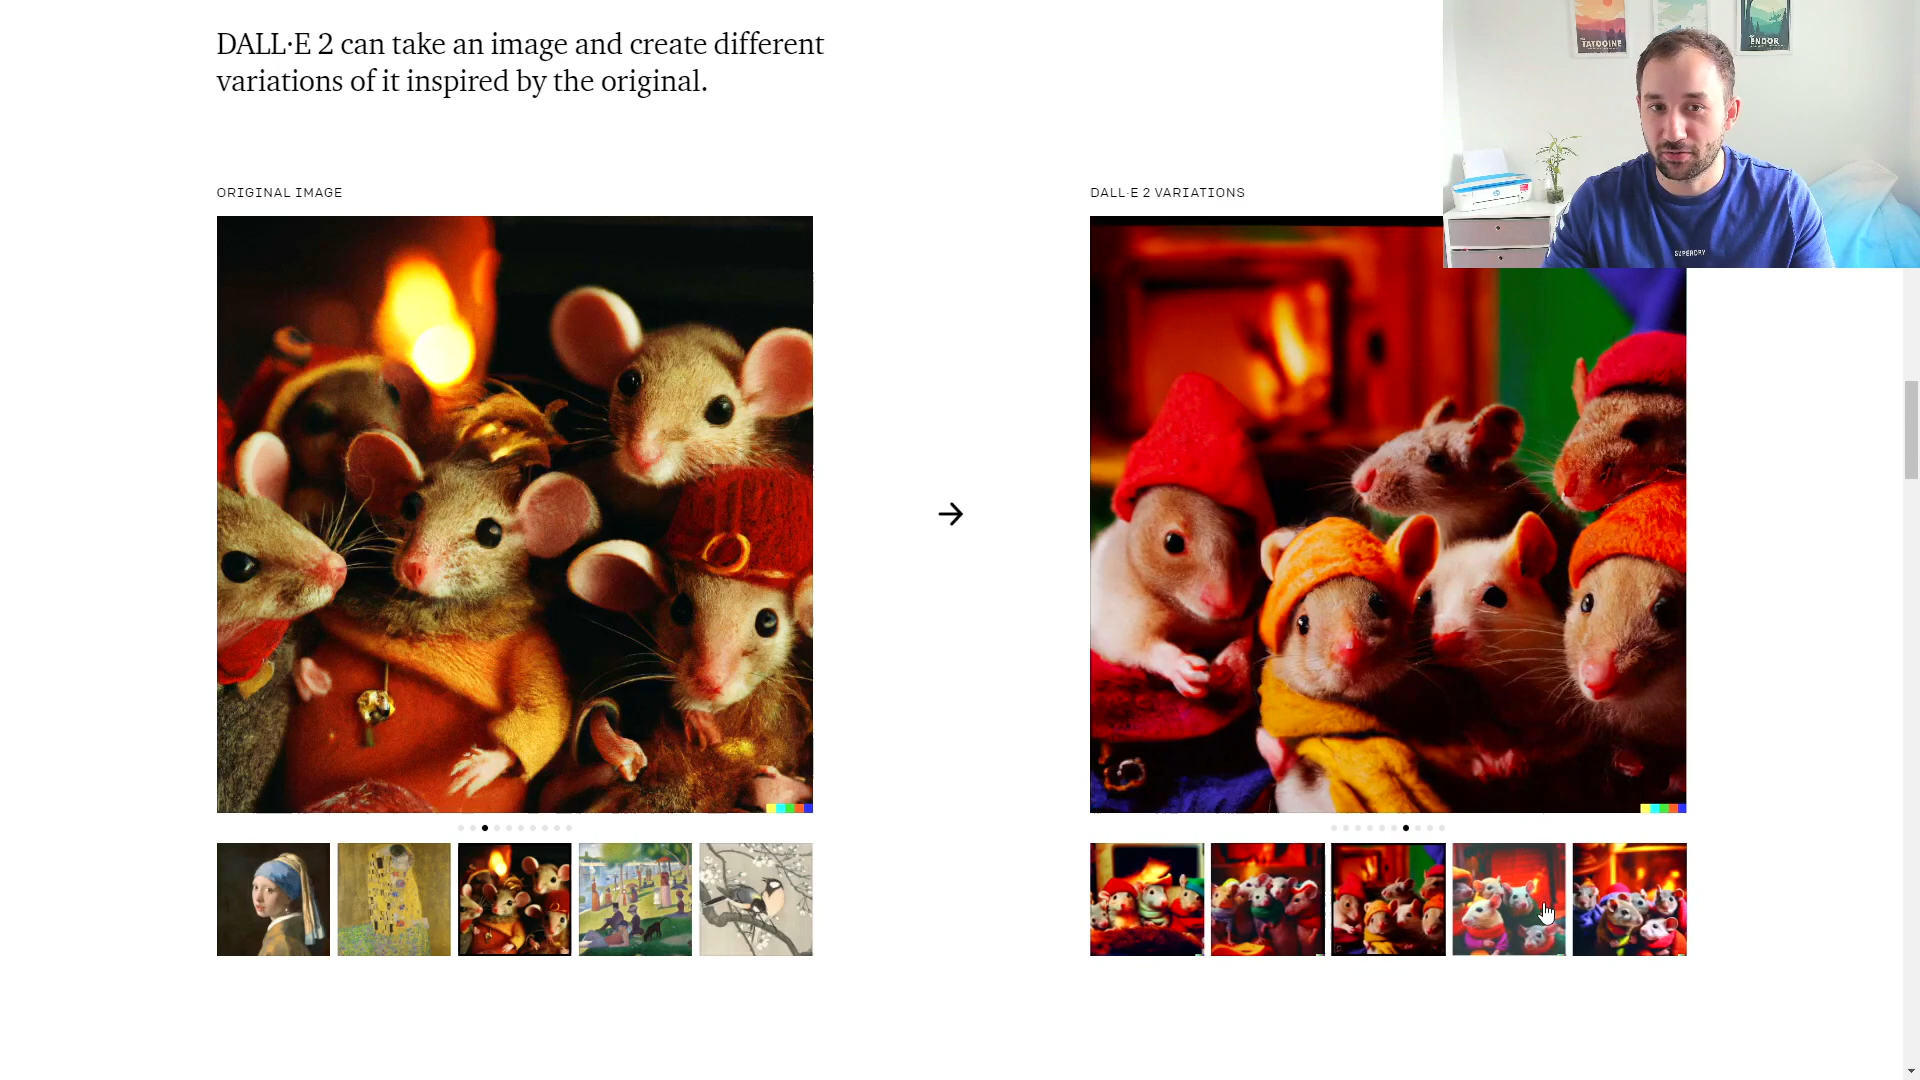 DALL·E 2 can take an image and create different
variations of it inspired by the original.
TATOOINE
ENDOR
ORIGINAL IMAGE
DALL·E 2 VARIATIONS
SUPERDRY